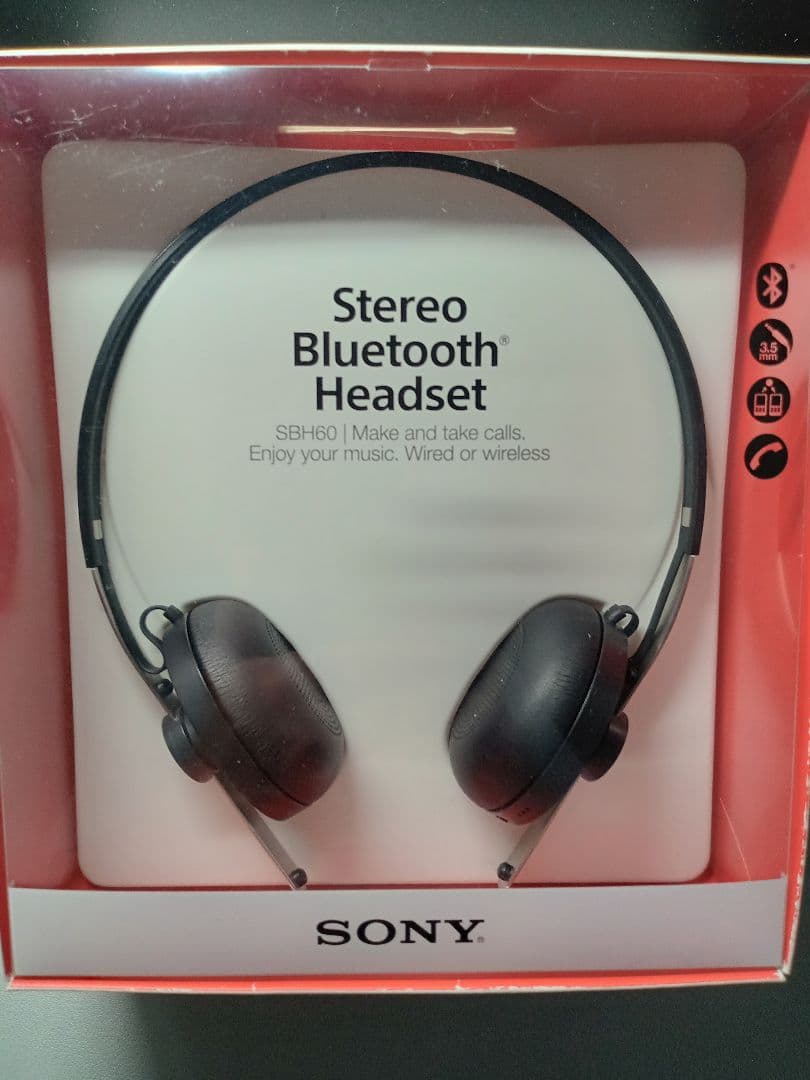 Stereo
Bluetooth®
Headset
SBH60 | Make and take calls.
Enjoy your music. Wired or wireless
3.5
mm
SONY